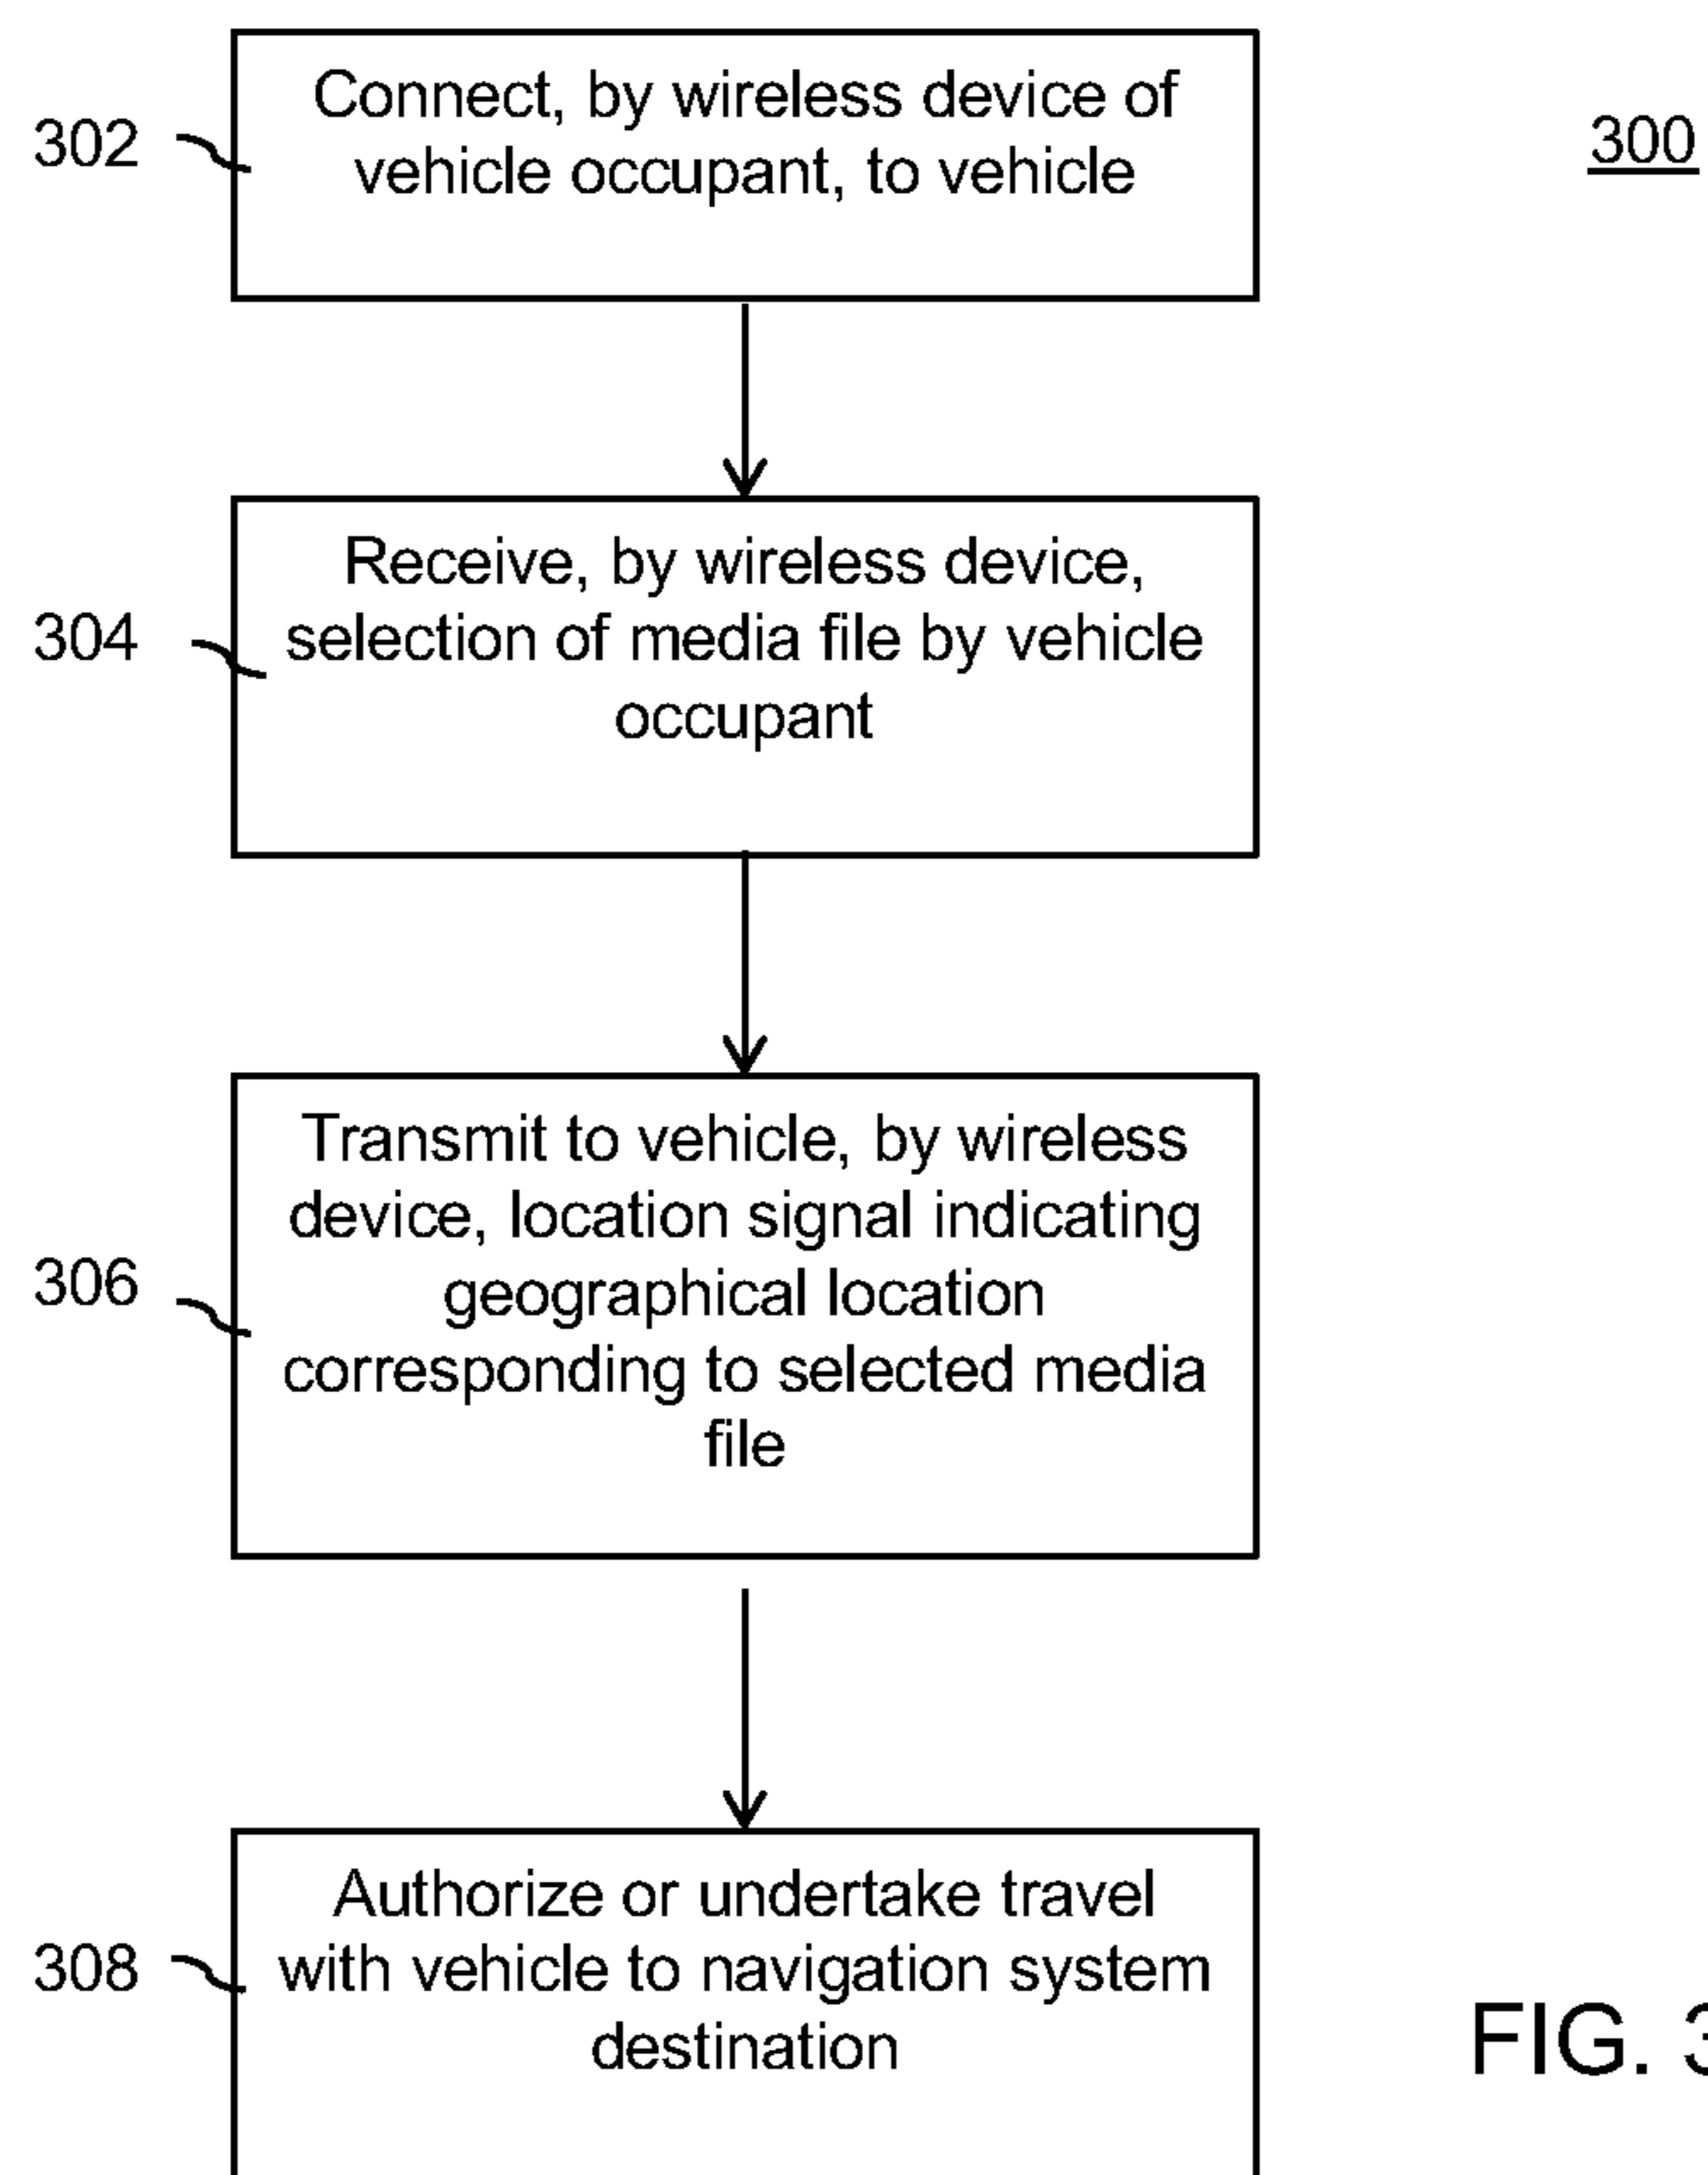 Connect, by wireless device of
vehicle occupant, to vehicle
302
300
Receive, by wireless device,
selection of media file by vehicle
occupant
304
Transmit to vehicle, by wireless
device, location signal indicating
geographical location
corresponding to selected media
file
306
Authorize or undertake travel
with vehicle to navigation system
destination
308
FIG. 3